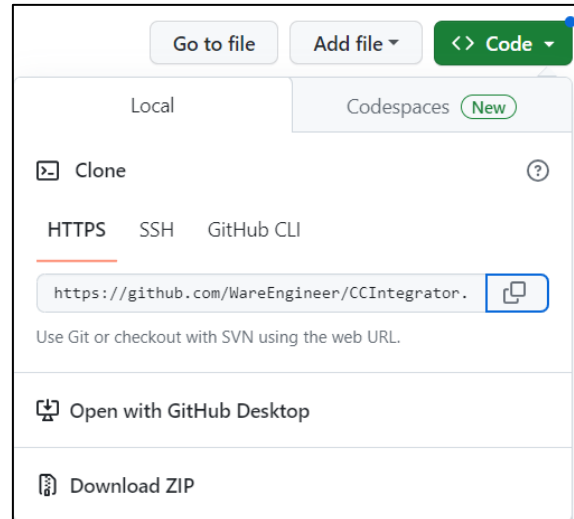 Go to file Add file <> Code
Local Codespaces New
Clone
HTTPS SSH GitHub CLI
https://github.com/WareEngineer/CCIntegrator.
Use Git or checkout with SVN using the web URL.
Open with GitHub Desktop
Download ZIP